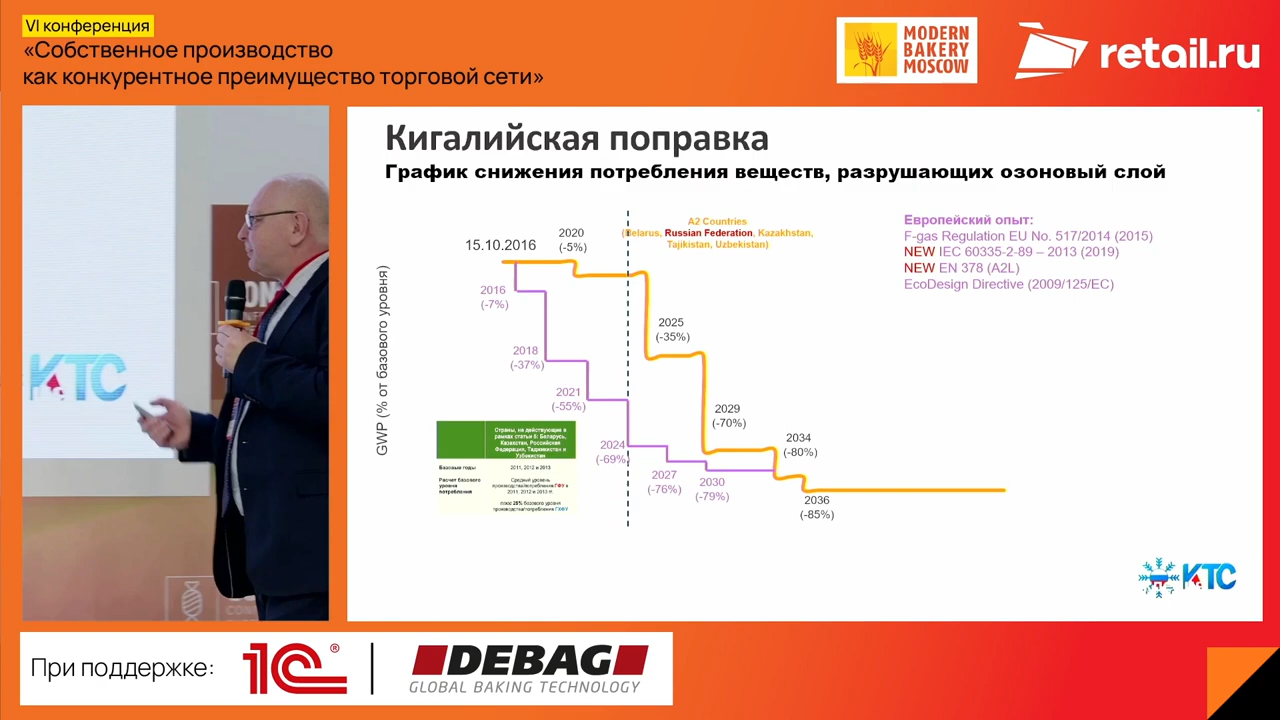 VI конференция
«Собственное производство
как конкурентное преимущество торговой сети»
MODERN
BAKERY
MOSCOW
retail.ru
КТС
Кигалийская поправка
График снижения потребления веществ, разрушающих озоновый слой
A2 Countries
(Belarus, Russian Federation, Kazakhstan,
Tajikistan, Uzbekistan)
Европейский опыт:
F-gas Regulation EU No. 517/2014 (2015)
NEW IEC 60335-2-89 – 2013 (2019)
NEW EN 378 (A2L)
EcoDesign Directive (2009/125/EC)
GWP (% от базового уровня)
15.10.2016
2020
(-5%)
2016
(-7%)
2025
(-35%)
2018
(-37%)
2021
(-55%)
2029
(-70%)
2024
(-69%)
2034
(-80%)
2027
(-76%)
2030
(-79%)
2036
(-85%)
Страны, не действующие в
рамках статьи 5: Беларусь,
Казахстан, Российская
Федерация, Таджикистан и
Узбекистан
Базовые годы
2011, 2012 и 2013
Расчет базового
уровня
потребления
Средний уровень
производства/потребления ГФУ в
2011, 2012 и 2013 гг.
плюс 25% базового уровня
производства/потребления ГХФУ
КТС
При поддержке:
1С®
DEBAG
GLOBAL BAKING TECHNOLOGY